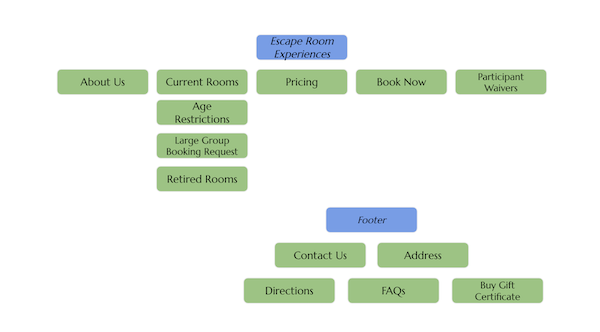 Escape Room
Experiences
About Us
Current Rooms
Pricing
Book Now
Participant
Waivers
Age
Restrictions
Large Group
Booking Request
Retired Rooms
Footer
Contact Us
Address
Directions
FAQs
Buy Gift
Certificate